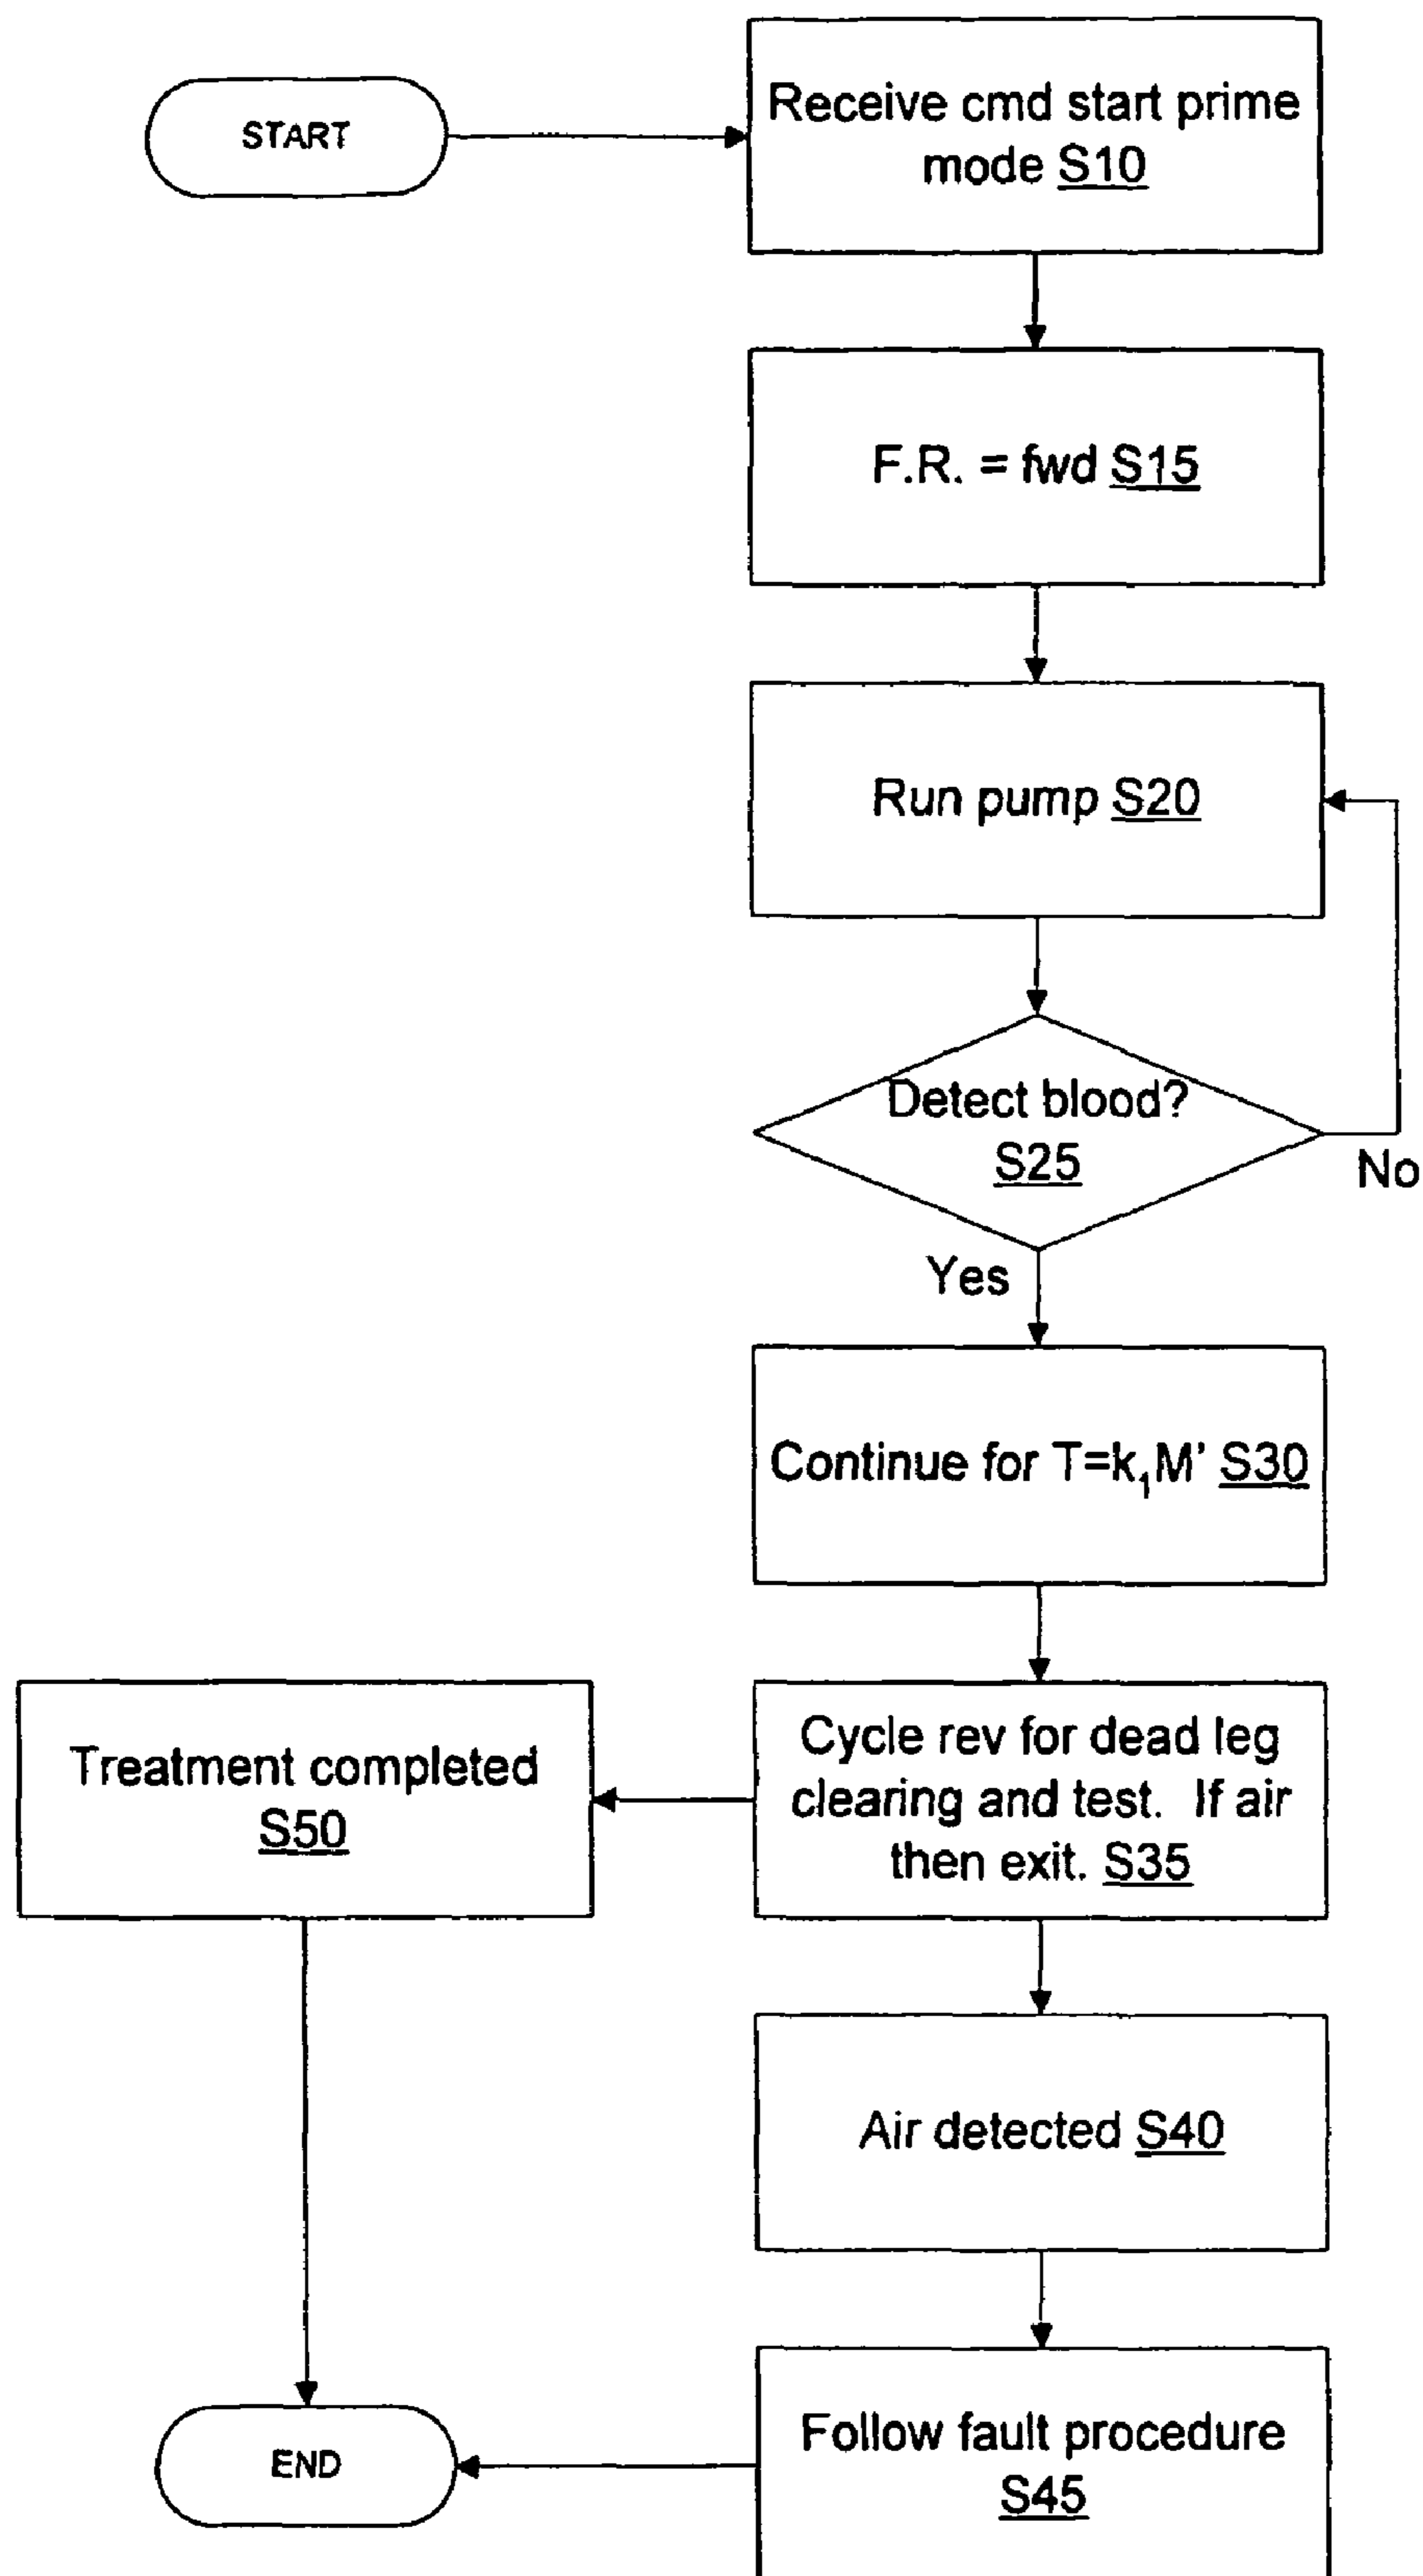 START
Receive cmd start prime
mode S10
F.R. = fwd S15
Run pump S20
Detect blood?
S25
No
Yes
Continue for T=k₁M' S30
Cycle rev for dead leg
clearing and test. If air
then exit. S35
Treatment completed
S50
Air detected S40
Follow fault procedure
S45
END